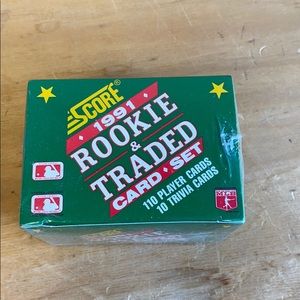 SCORE®
1991
ROOKIE
&
TRADED
CARD·SET
110 PLAYER CARDS
10 TRIVIA CARDS